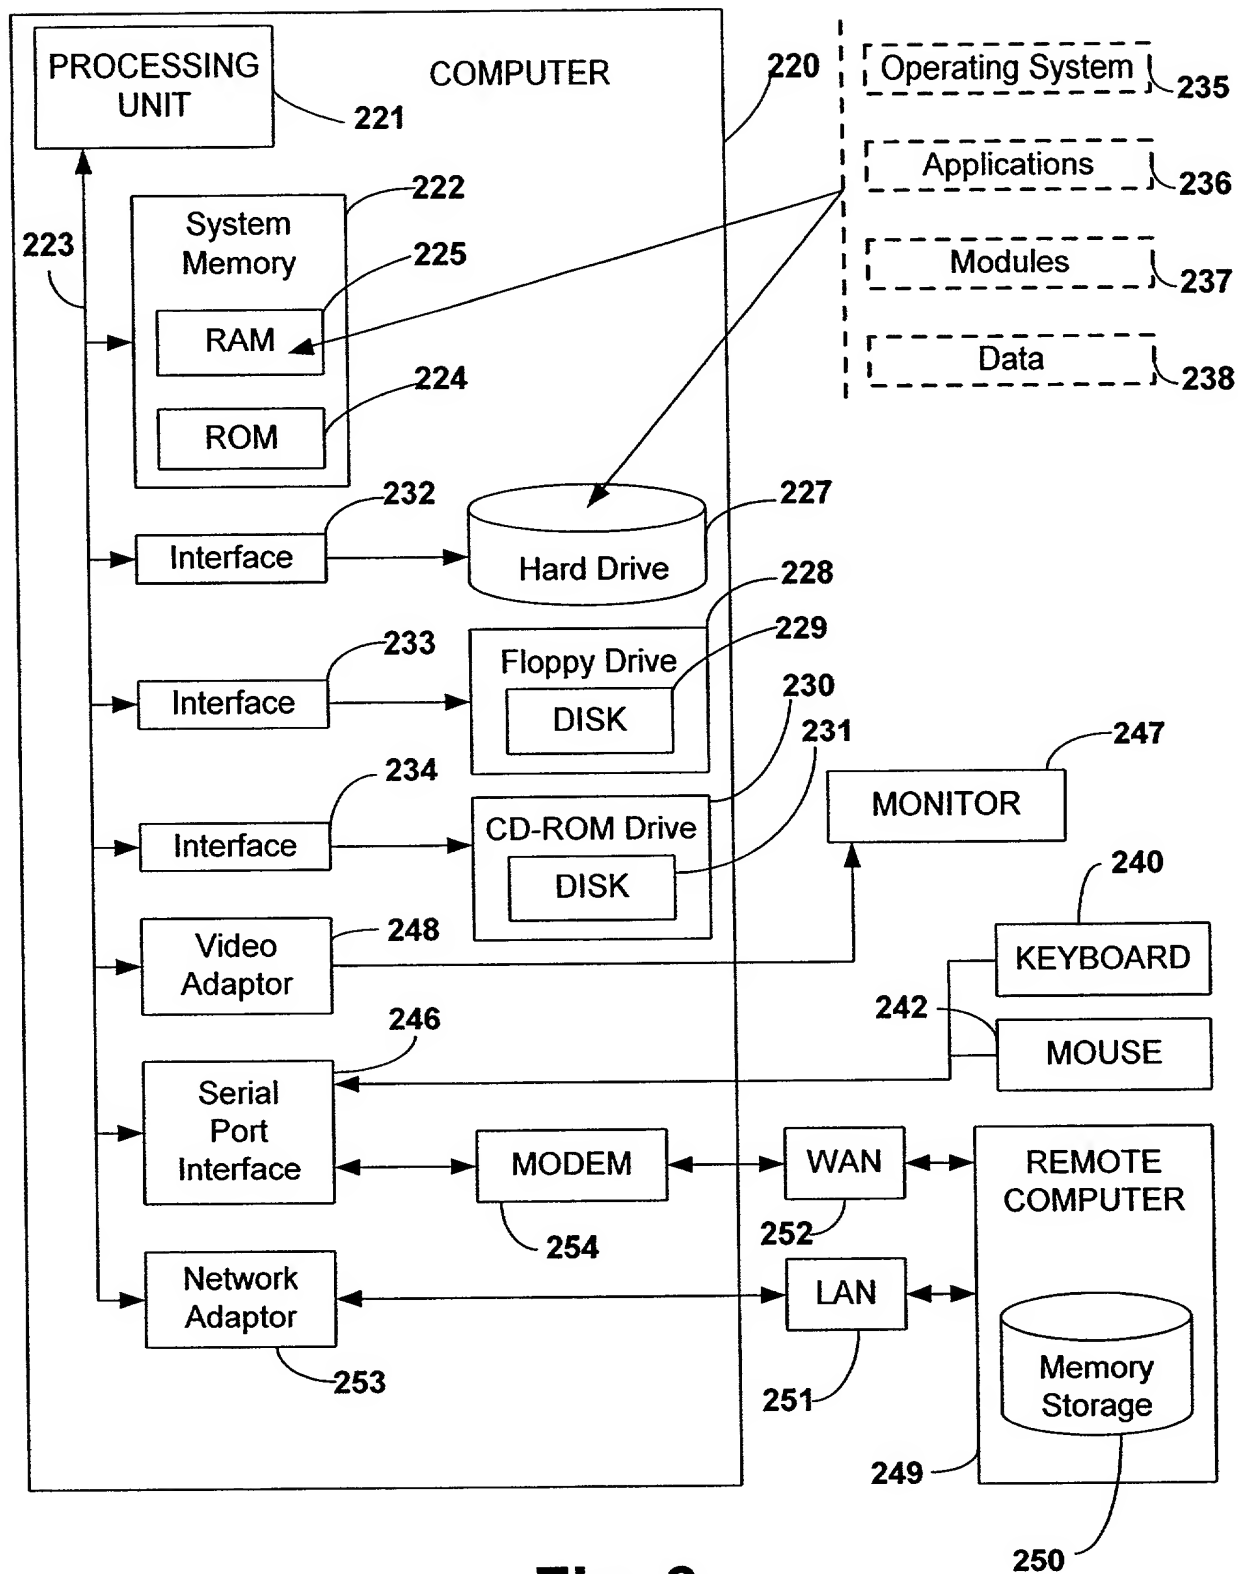 PROCESSING
UNIT
COMPUTER
220
221
Operating System
235
Applications
236
Modules
237
Data
238
222
System
Memory
223
225
RAM
224
ROM
232
Interface
227
Hard Drive
228
233
Interface
229
Floppy Drive
DISK
230
231
234
Interface
CD-ROM Drive
DISK
247
MONITOR
248
Video
Adaptor
240
KEYBOARD
242
MOUSE
246
Serial
Port
Interface
MODEM
254
WAN
252
REMOTE
COMPUTER
Network
Adaptor
253
LAN
251
Memory
Storage
249
250